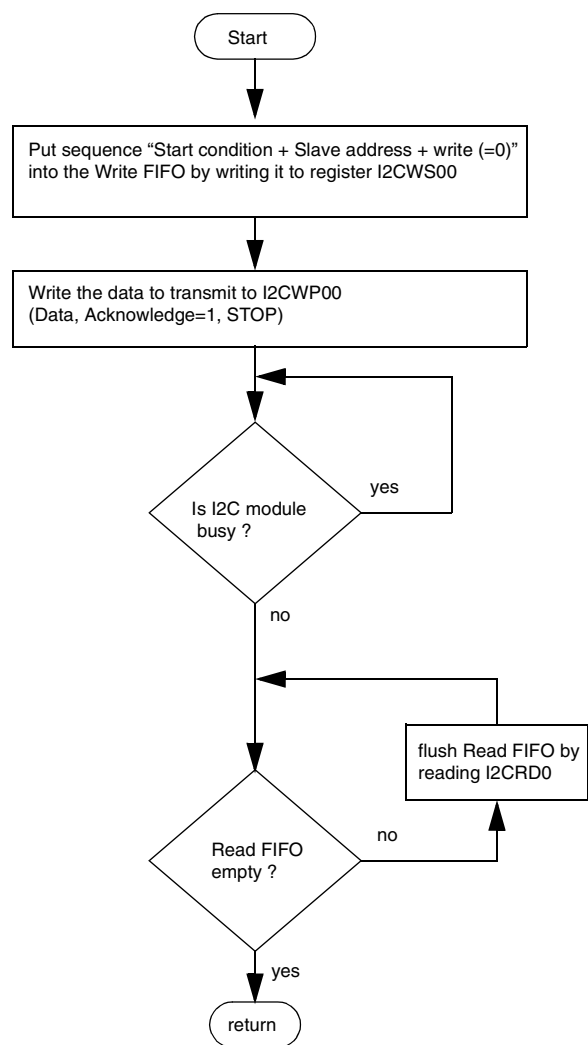 Start
Put sequence “Start condition + Slave address + write (=0)”
into the Write FIFO by writing it to register I2CWS00
Write the data to transmit to I2CWP00
(Data, Acknowledge=1, STOP)
Is I2C module
busy ?
yes
no
flush Read FIFO by
reading I2CRD0
Read FIFO
empty ?
no
yes
return